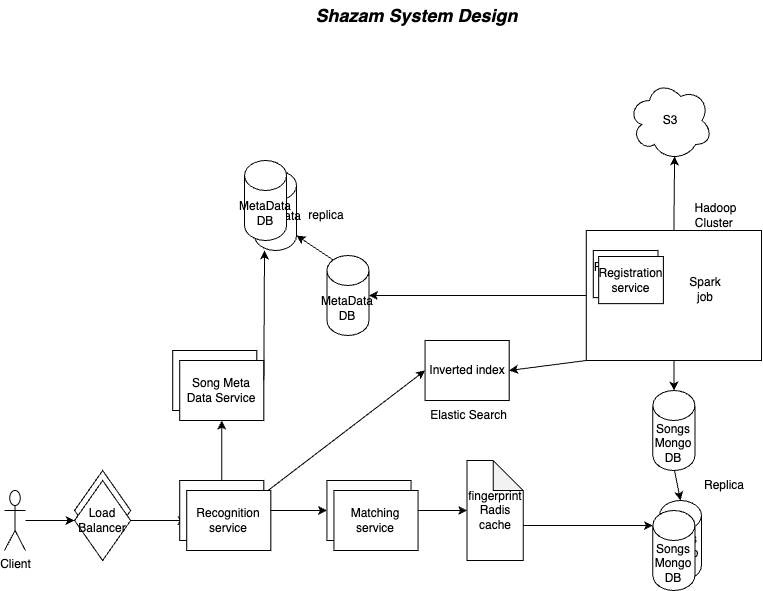 Shazam System Design
S3
Hadoop
Cluster
MetaData
DB
ata
replica
Registration
service
Spark
job
MetaData
DB
Inverted index
Elastic Search
Song Meta
Data Service
Songs
Mongo
DB
Replica
Load
Balancer
Recognition
service
Matching
service
fingerprint
Radis
cache
Songs
Mongo
DB
Client